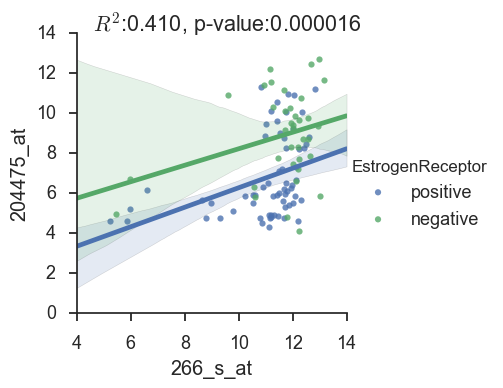 R²:0.410, p-value:0.000016
14
12
10
8
6
4
2
0
204475_at
4 6 8 10 12 14
266_s_at
EstrogenReceptor
positive
negative